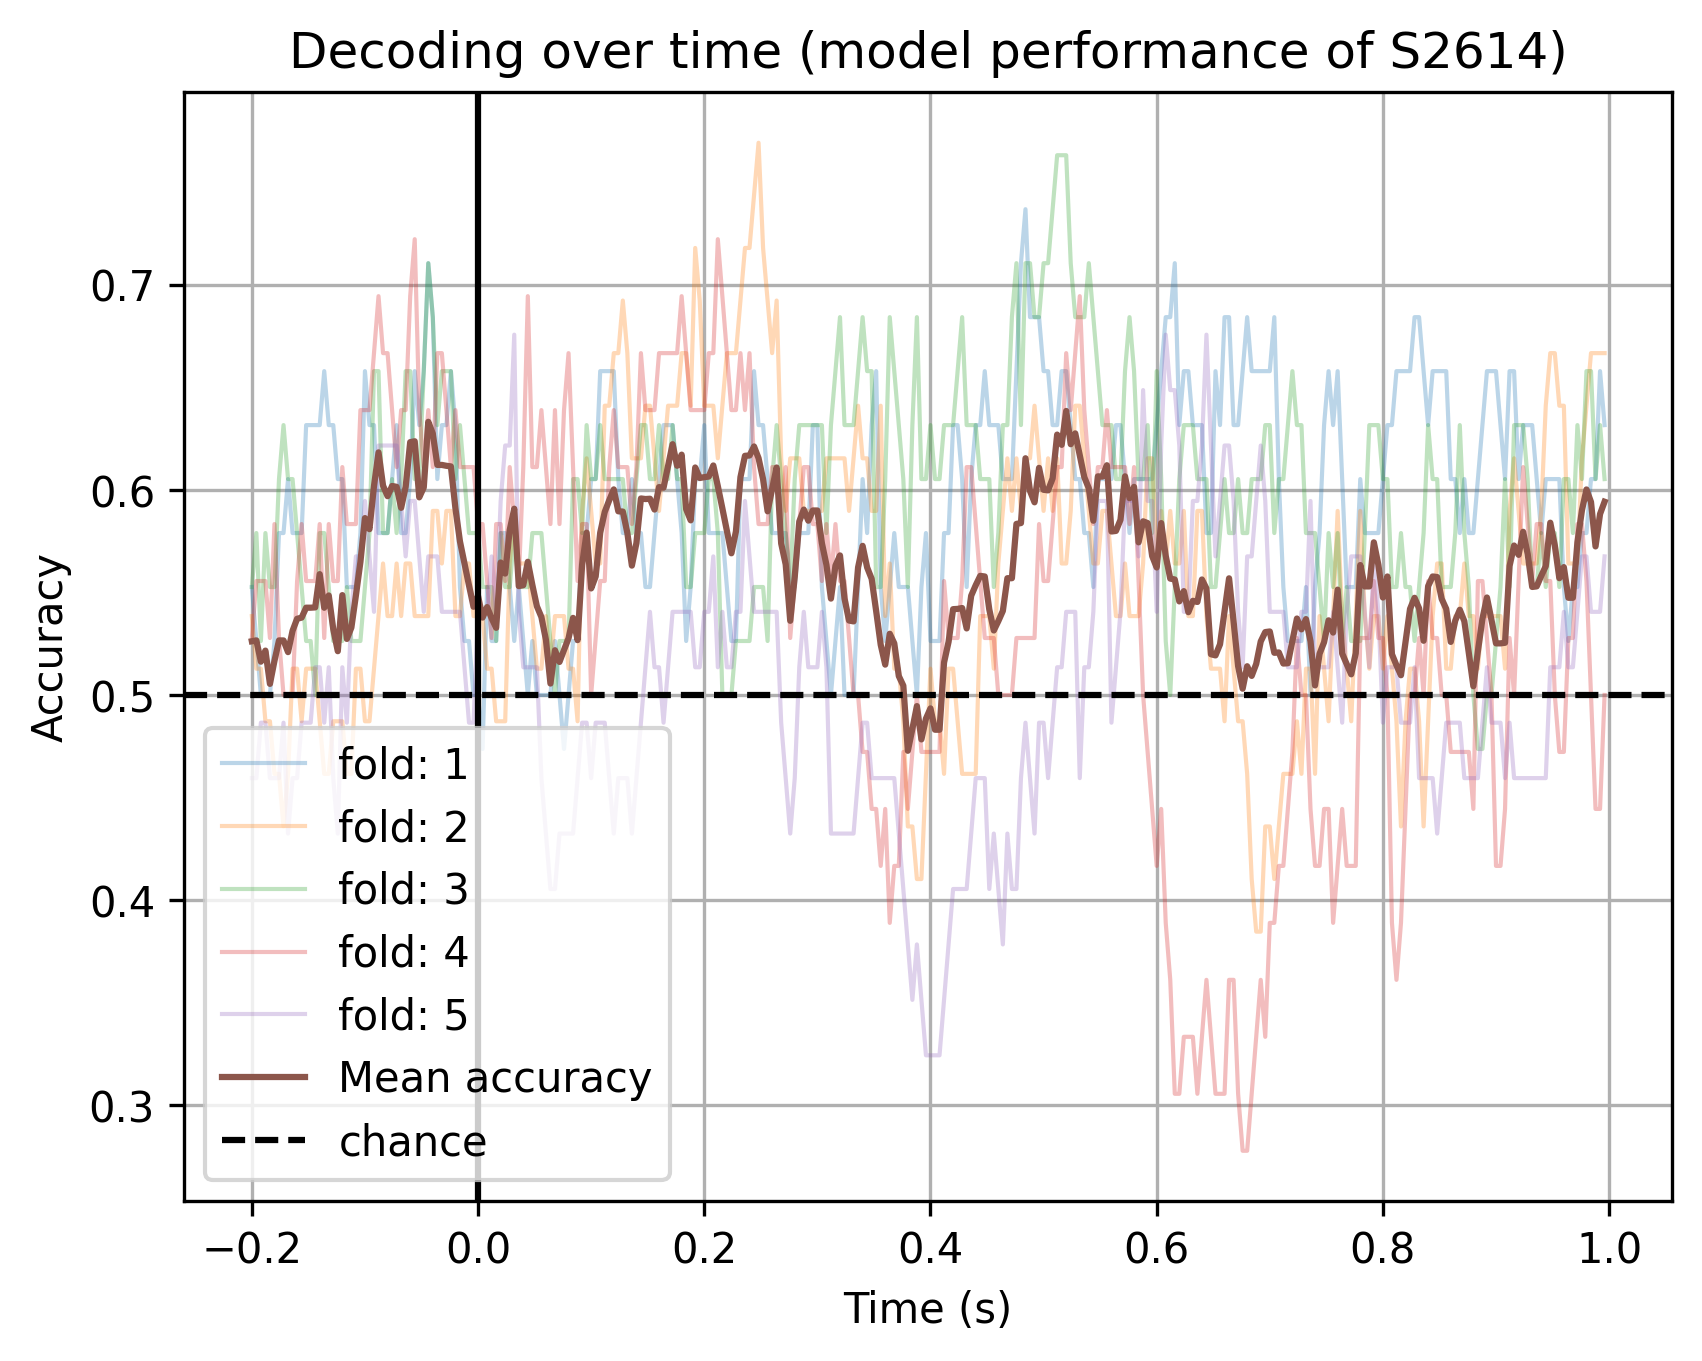 Decoding over time (model performance of S2614)
Accuracy
0.7
0.6
0.5
0.4
0.3
fold: 1
fold: 2
fold: 3
fold: 4
fold: 5
Mean accuracy
chance
−0.2 0.0 0.2 0.4 0.6 0.8 1.0
Time (s)